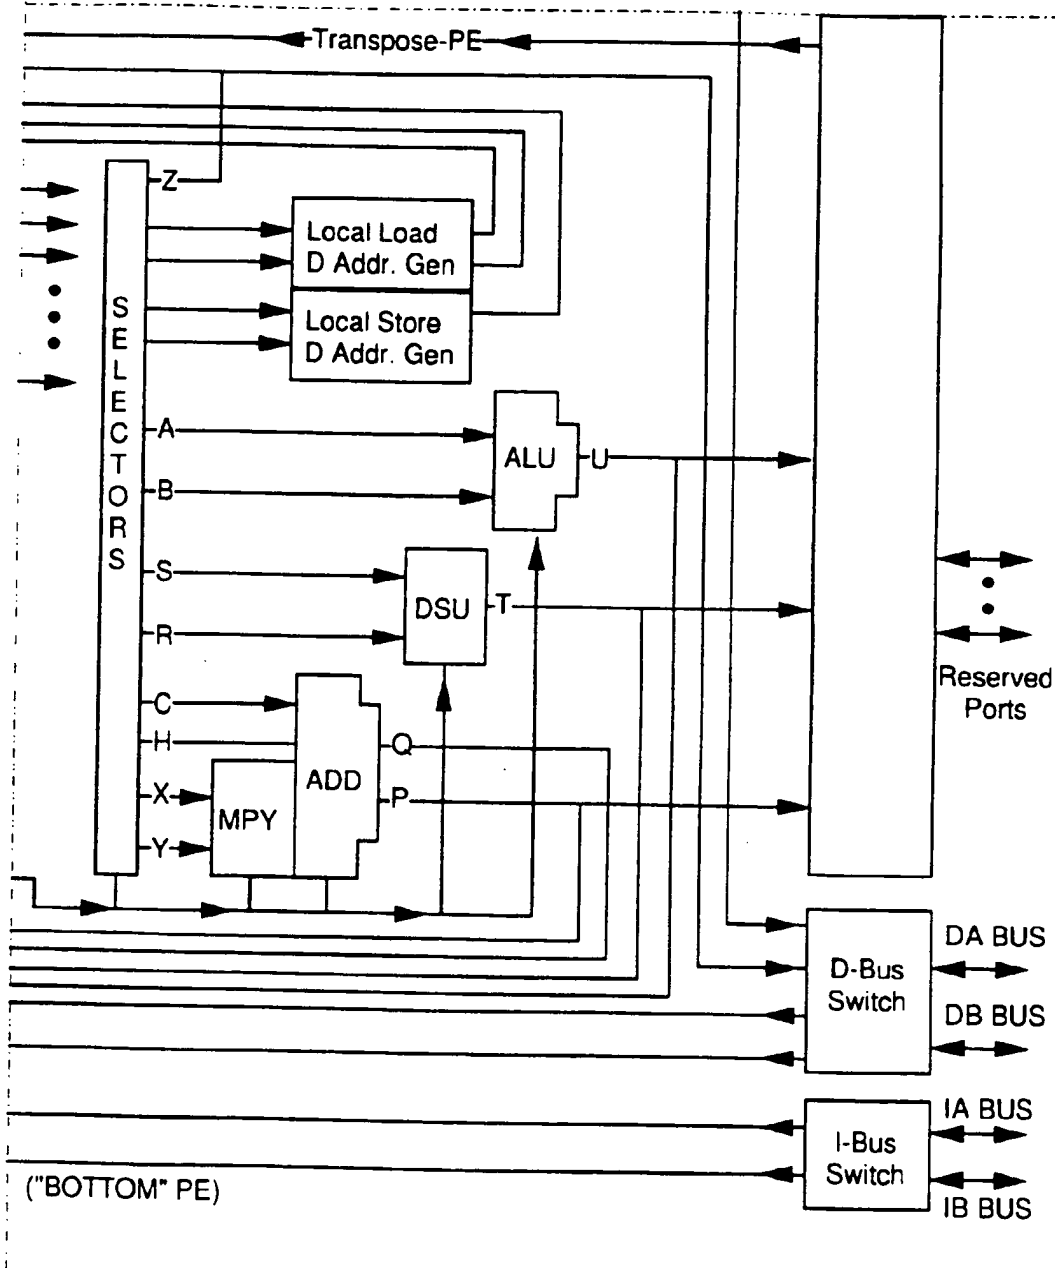 Transpose-PE
Z
Local Load
D Addr. Gen
Local Store
D Addr. Gen
SELECTORS
A
B
ALU
U
S
R
DSU
T
C
H
X
Y
MPY
ADD
Q
P
Reserved
Ports
D-Bus
Switch
DA BUS
DB BUS
I-Bus
Switch
IA BUS
IB BUS
("BOTTOM" PE)